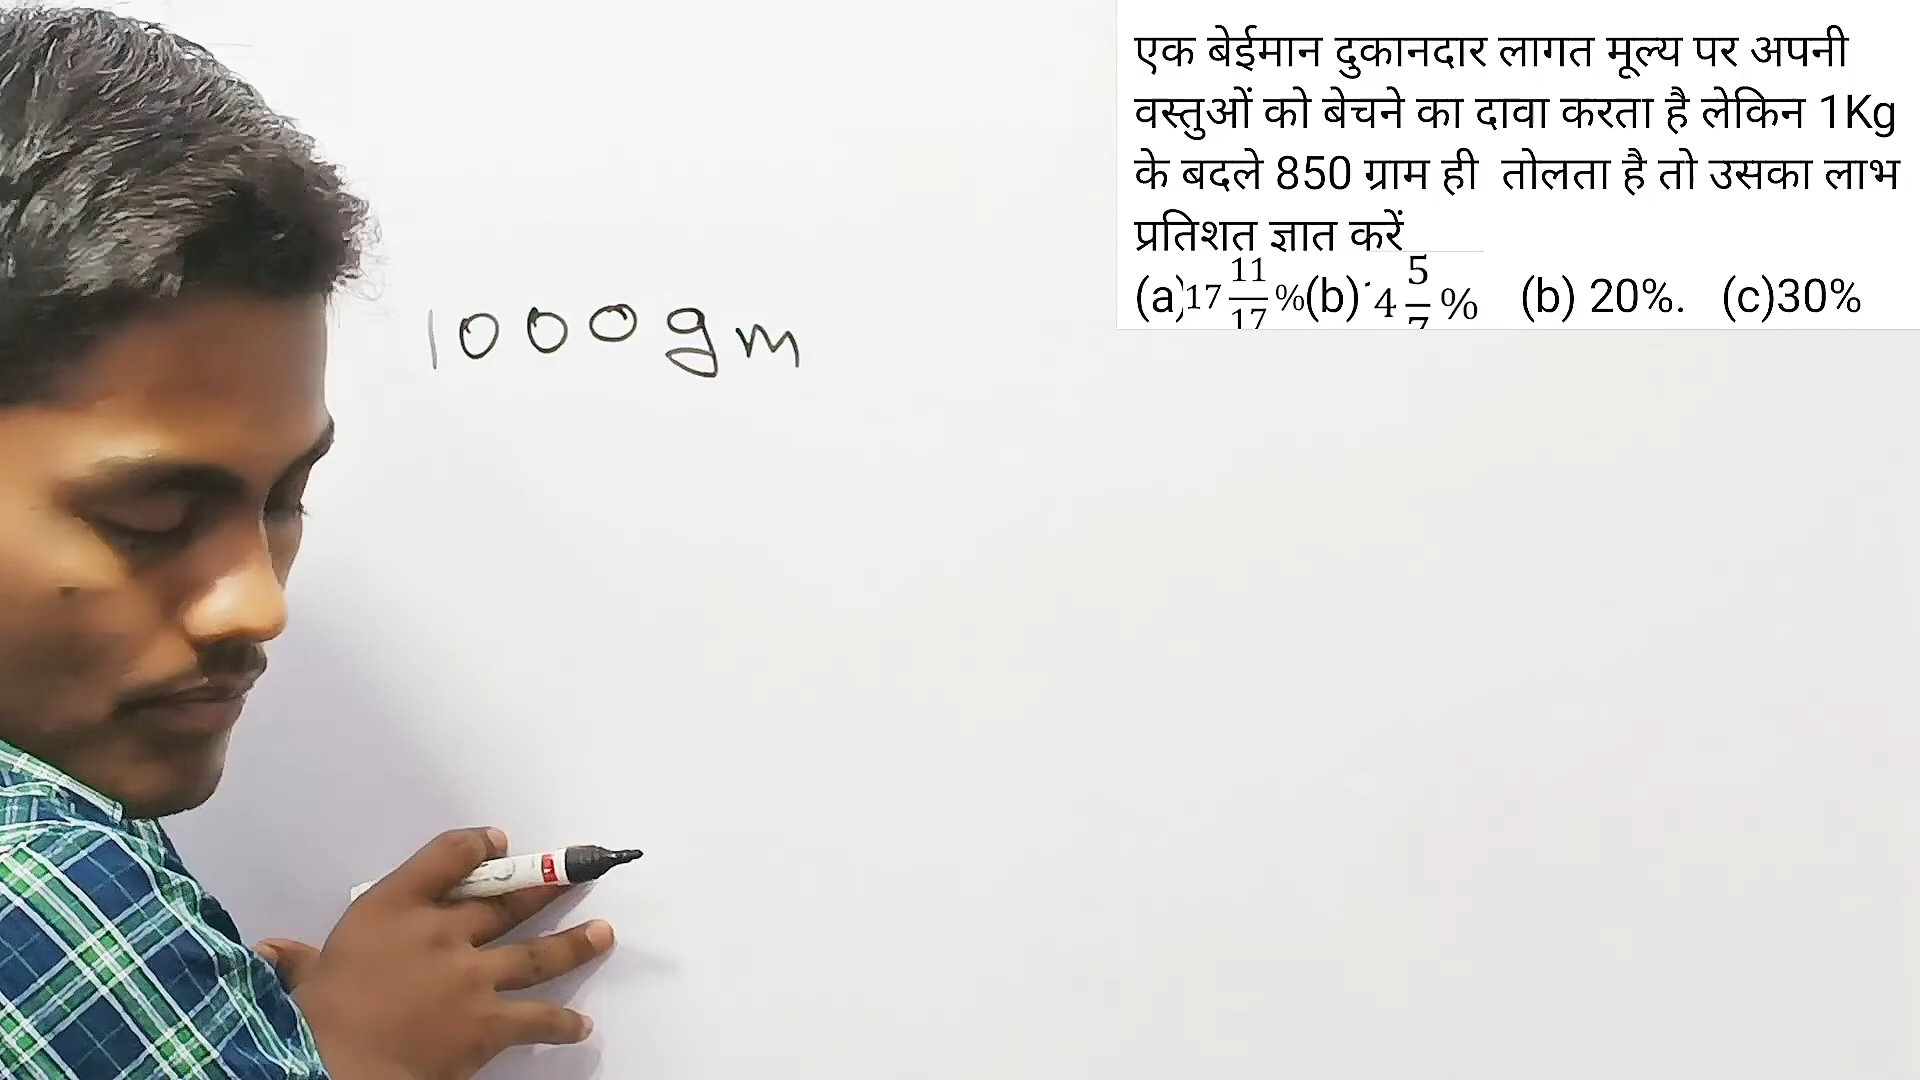 एक बेईमान दुकानदार लागत मूल्य पर अपनी
वस्तुओं को बेचने का दावा करता है लेकिन 1Kg
के बदले 850 ग्राम ही तोलता है तो उसका लाभ
प्रतिशत ज्ञात करें
(a) 17 11/17 % (b) 4 5/7 % (b) 20%. (c)30%
1000gm